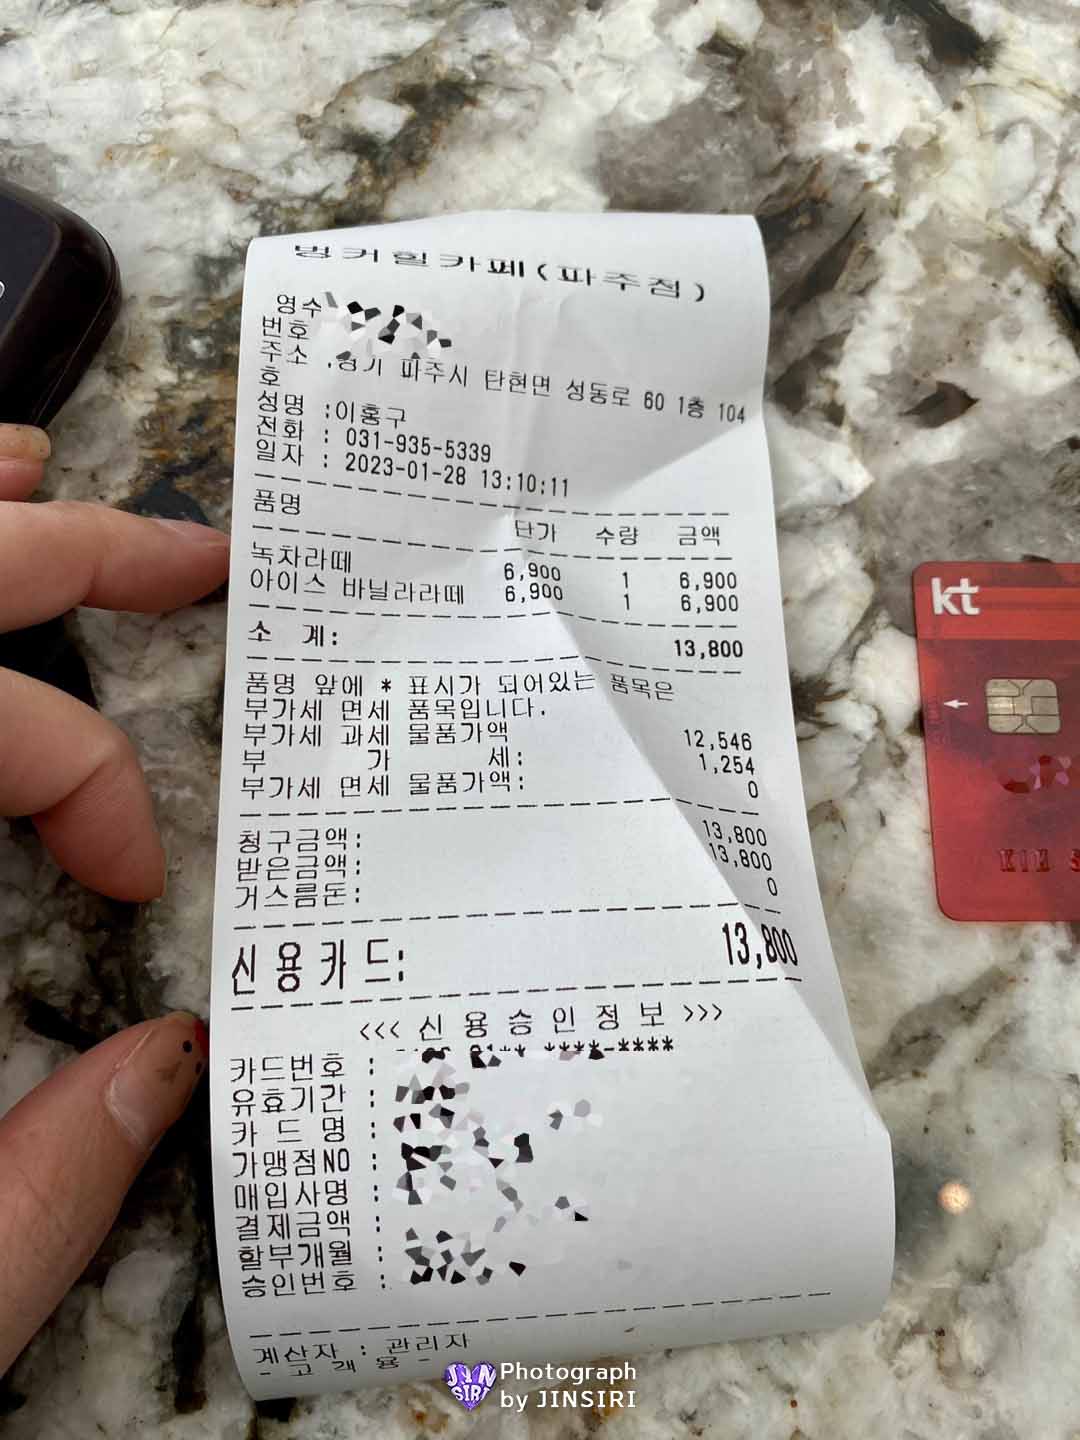 벙커힐카페(파주점)
영수
번호
주소 :경기 파주시 탄현면 성동로 60 1층 104
호
성명 :이홍구
전화 : 031-935-5339
일자 : 2023-01-28 13:10:11
품명 단가 수량 금액
녹차라떼 6,900 1 6,900
아이스 바닐라라떼 6,900 1 6,900
소 계: 13,800
품명 앞에 * 표시가 되어있는 품목은
부가세 면세 품목입니다.
부가세 과세 물품가액 12,546
부 가 세: 1,254
부가세 면세 물품가액: 0
청구금액: 13,800
받은금액: 13,800
거스름돈: 0
신용카드: 13,800
<<< 신 용 승 인 정 보 >>>
카드번호 : ****-****
유효기간 :
카 드 명 :
가맹점NO :
매입사명 :
결제금액 :
할부개월 :
승인번호 :
계산자 : 관리자
- 고 객 용 -
kt
KIM
JIN
SIRI
Photograph
by JINSIRI